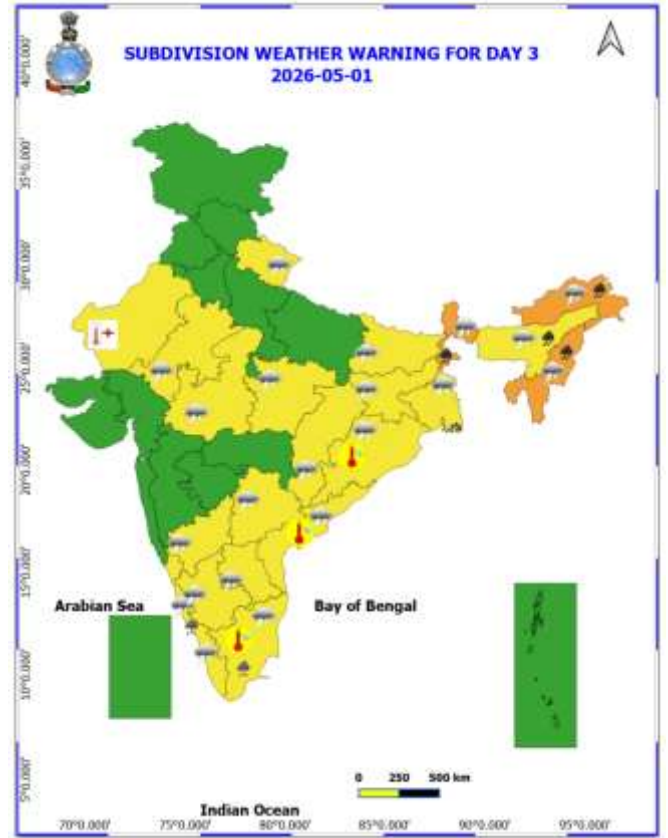 SUBDIVISION WEATHER WARNING FOR DAY 3
2026-05-01
40°0.000'
35°0.000'
30°0.000'
25°0.000'
20°0.000'
15°0.000'
10°0.000'
5°0.000'
Arabian Sea
Bay of Bengal
0 250 500 km
Indian Ocean
70°0.000' 75°0.000' 80°0.000' 85°0.000' 90°0.000' 95°0.000'